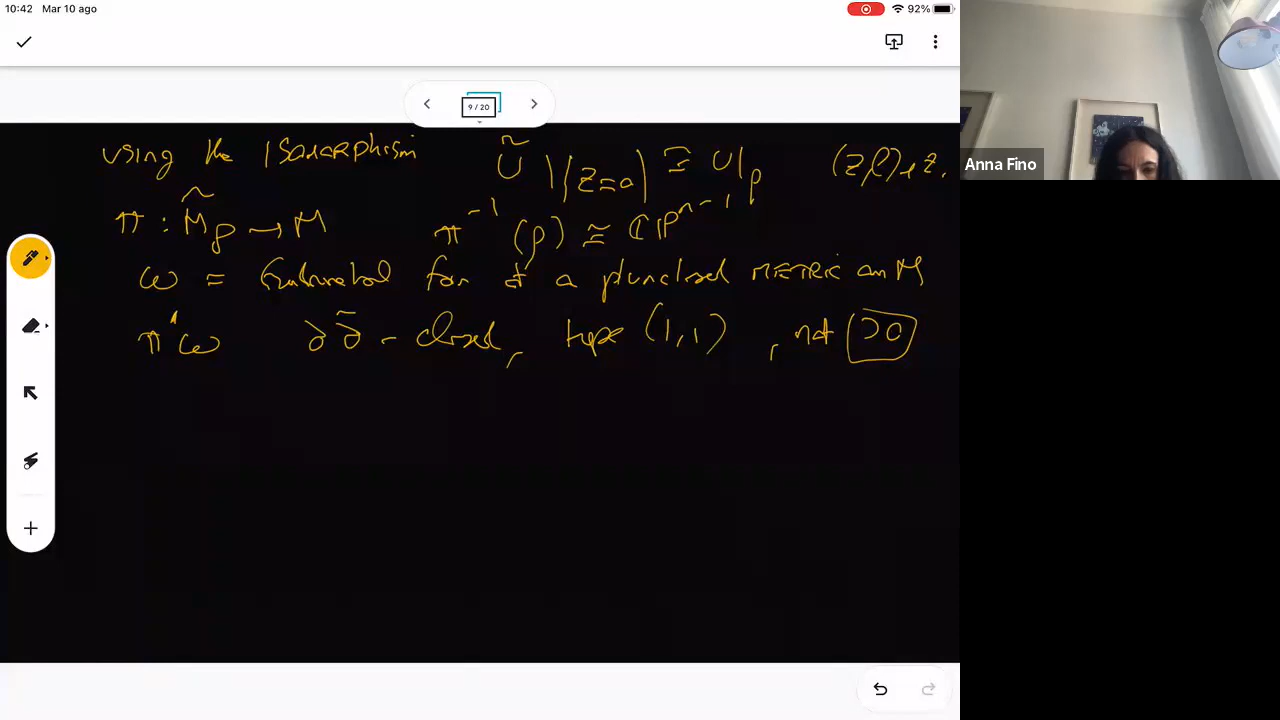 10:42 Mar 10 ago
92%
9 / 20
using the isomorphism Ũ \ {z=0} ≅ U\p (z,l) → z.
Anna Fino
π : M̃p → M π⁻¹(p) ≅ ℂP^{n-1}
ω = fundamental form of a pluriclosed METRIC on M
π*ω ∂∂̄ - closed, type (1,1), not >0